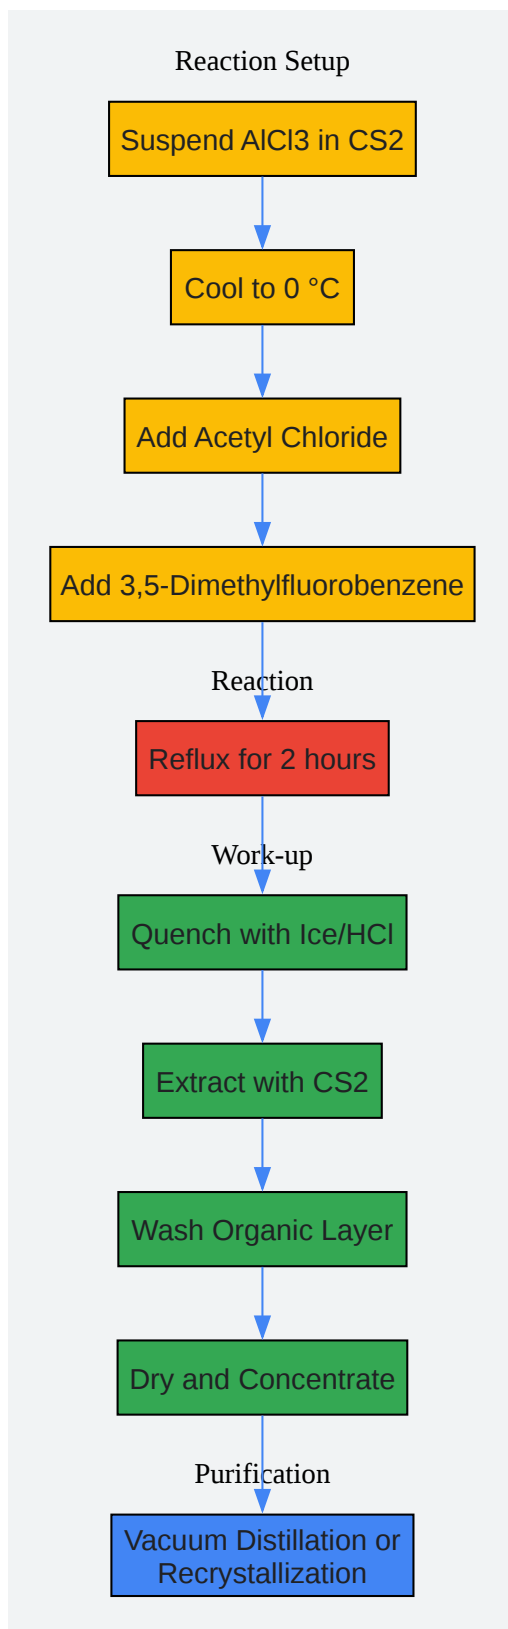 Reaction Setup
Suspend AlCl3 in CS2
Cool to 0 °C
Add Acetyl Chloride
Add 3,5-Dimethylfluorobenzene
Reaction
Reflux for 2 hours
Work-up
Quench with Ice/HCl
Extract with CS2
Wash Organic Layer
Dry and Concentrate
Purification
Vacuum Distillation or
Recrystallization